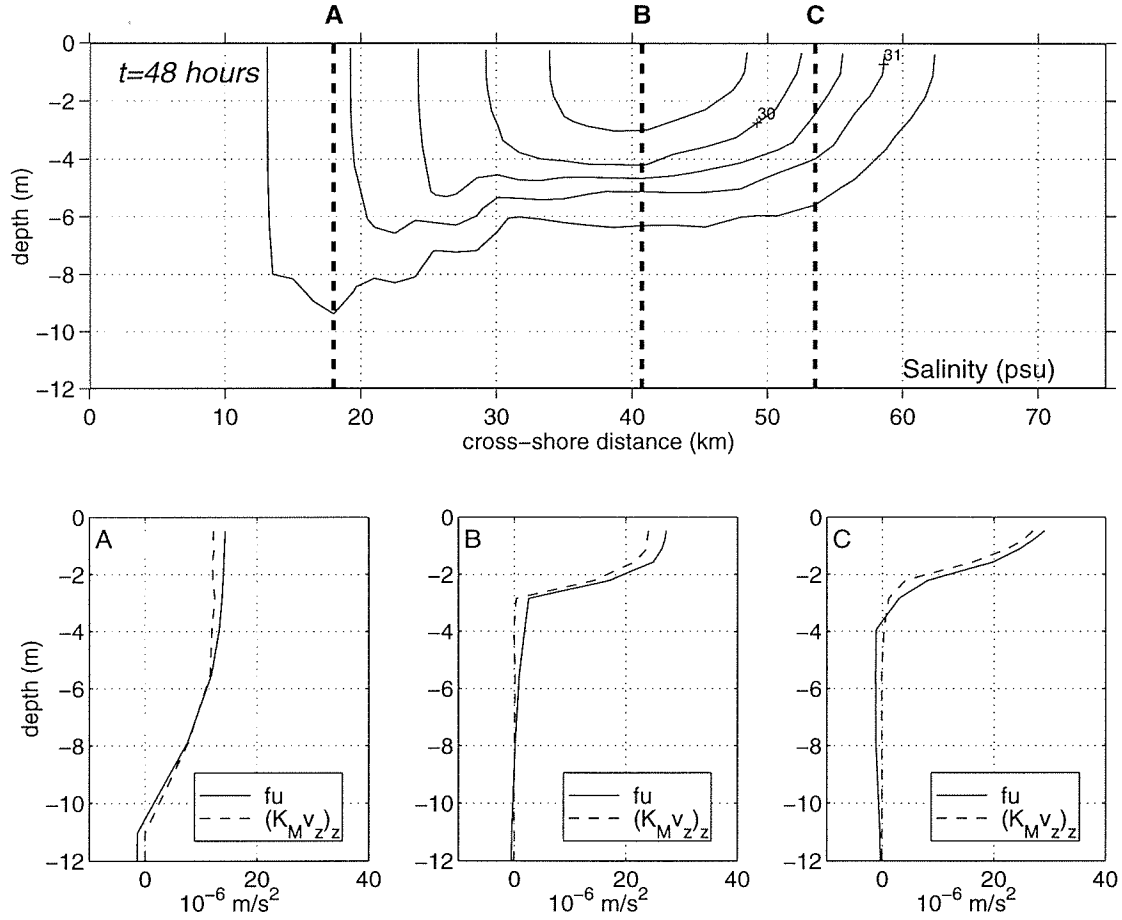 A B C
t=48 hours
31
30
Salinity (psu)
0
−2
−4
−6
−8
−10
−12
depth (m)
0 10 20 30 40 50 60 70
cross−shore distance (km)
A
0
−2
−4
−6
−8
−10
−12
depth (m)
fu
(K_M v_z)_z
0 20 40
10^−6 m/s^2
B
0
−2
−4
−6
−8
−10
−12
fu
(K_M v_z)_z
0 20 40
10^−6 m/s^2
C
0
−2
−4
−6
−8
−10
−12
fu
(K_M v_z)_z
0 20 40
10^−6 m/s^2